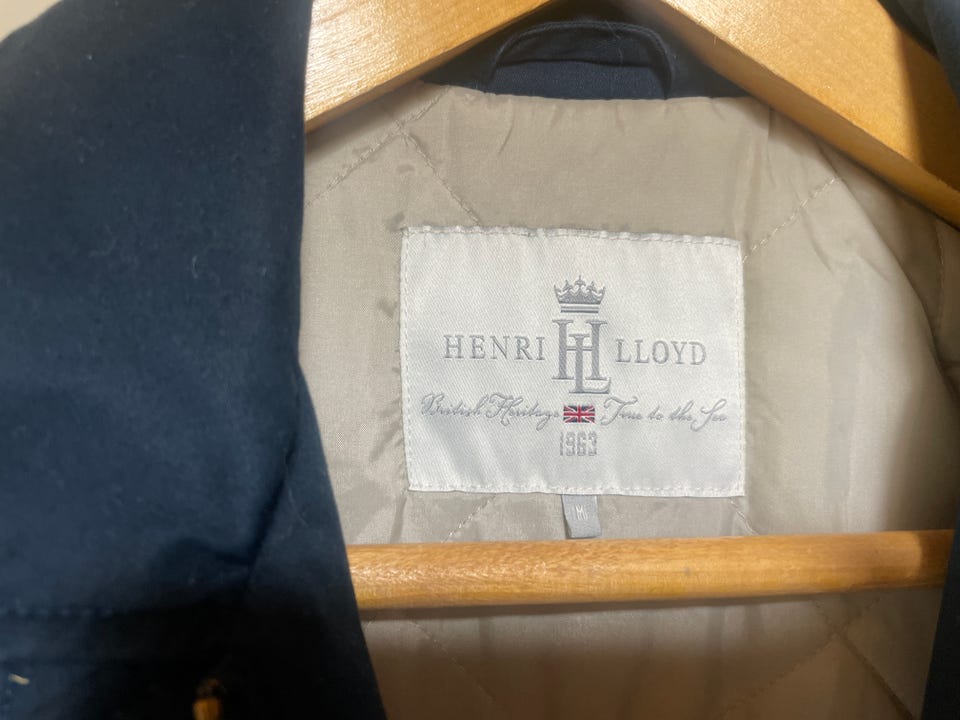 HENRI HL LLOYD
British Heritage True to the Sea
1963
M